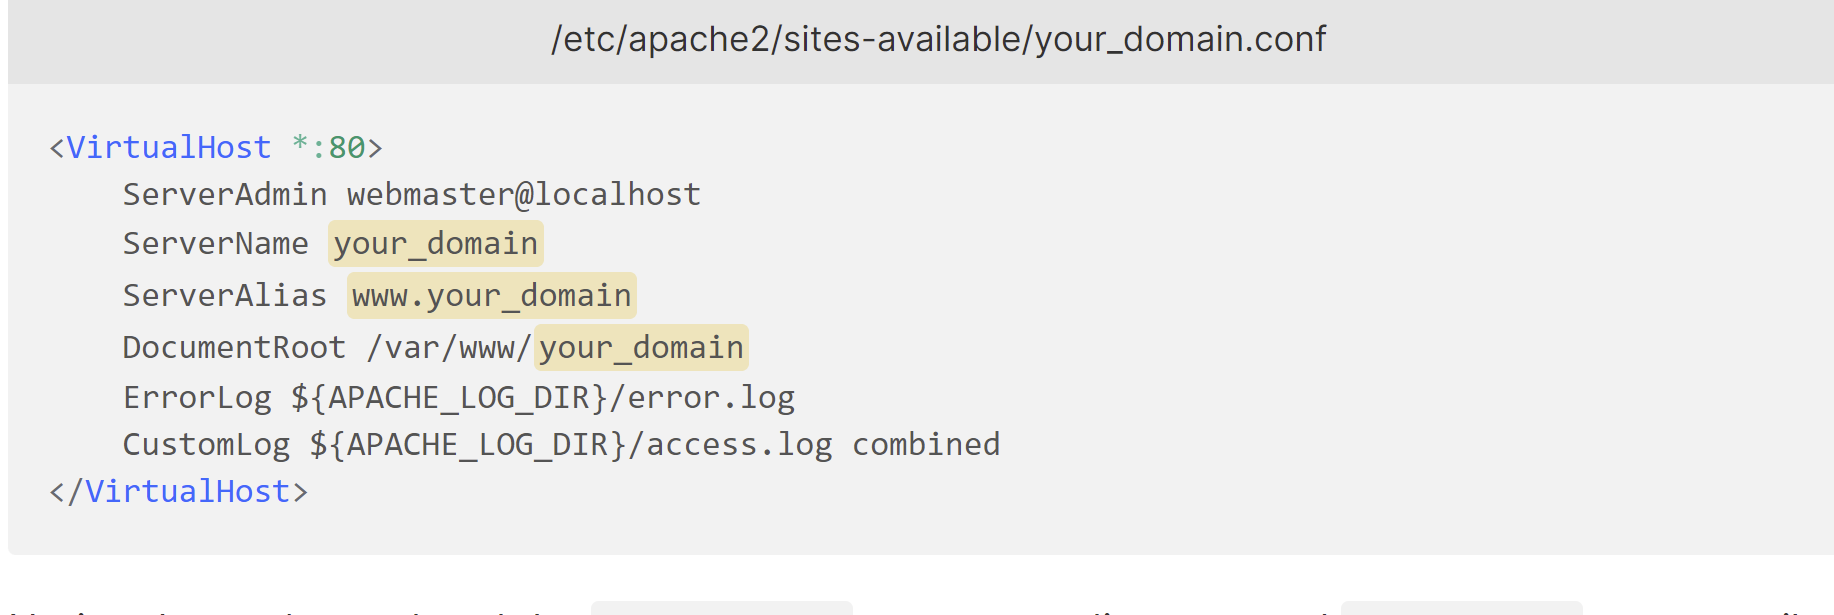 /etc/apache2/sites-available/your_domain.conf
<VirtualHost *:80>
    ServerAdmin webmaster@localhost
    ServerName your_domain
    ServerAlias www.your_domain
    DocumentRoot /var/www/your_domain
    ErrorLog ${APACHE_LOG_DIR}/error.log
    CustomLog ${APACHE_LOG_DIR}/access.log combined
</VirtualHost>